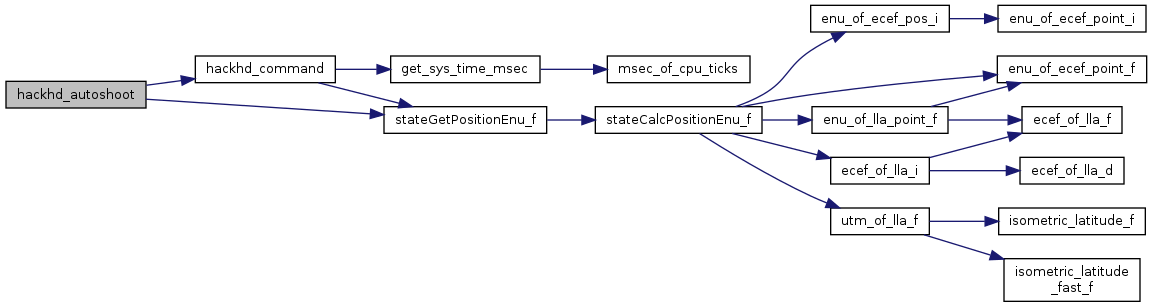 hackhd_autoshoot
hackhd_command
get_sys_time_msec
msec_of_cpu_ticks
stateGetPositionEnu_f
stateCalcPositionEnu_f
enu_of_ecef_pos_i
enu_of_ecef_point_i
enu_of_ecef_point_f
enu_of_lla_point_f
ecef_of_lla_f
ecef_of_lla_i
ecef_of_lla_d
utm_of_lla_f
isometric_latitude_f
isometric_latitude
_fast_f